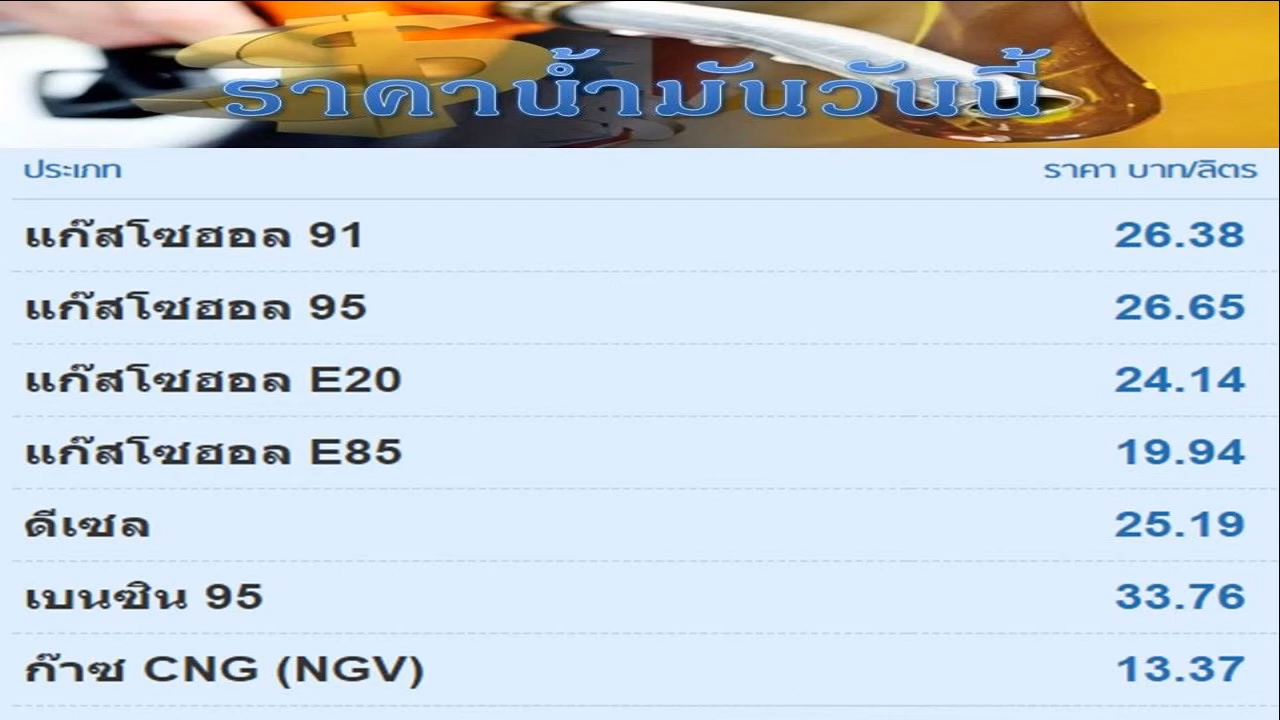 ราคาน้ำมันวันนี้
ประเภท ราคา บาท/ลิตร
แก๊สโซฮอล 91 26.38
แก๊สโซฮอล 95 26.65
แก๊สโซฮอล E20 24.14
แก๊สโซฮอล E85 19.94
ดีเซล 25.19
เบนซิน 95 33.76
ก๊าซ CNG (NGV) 13.37